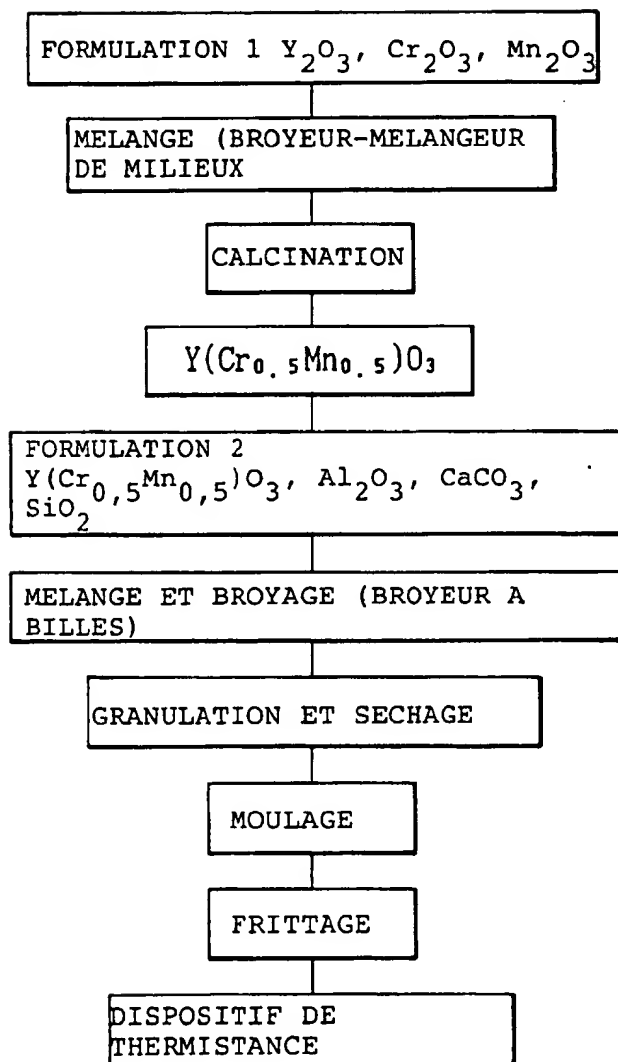 FORMULATION 1 Y₂O₃, Cr₂O₃, Mn₂O₃
MELANGE (BROYEUR-MELANGEUR
DE MILIEUX
CALCINATION
Y(Cr₀.₅Mn₀.₅)O₃
FORMULATION 2
Y(Cr₀,₅Mn₀,₅)O₃, Al₂O₃, CaCO₃,
SiO₂
MELANGE ET BROYAGE (BROYEUR A
BILLES)
GRANULATION ET SECHAGE
MOULAGE
FRITTAGE
DISPOSITIF DE
THERMISTANCE